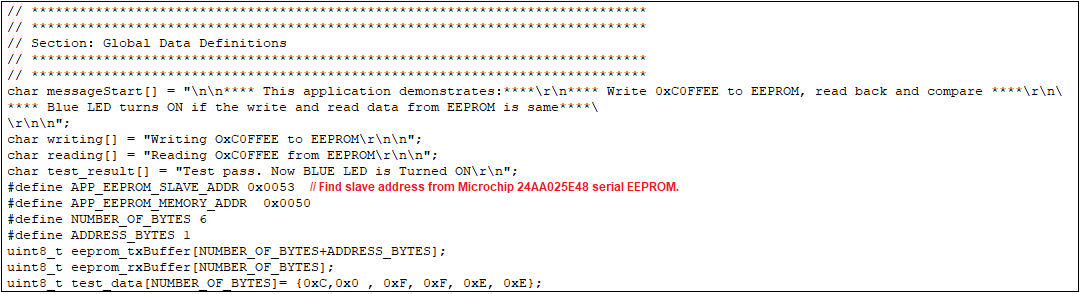 // *****************************************************************************
// *****************************************************************************
// Section: Global Data Definitions
// *****************************************************************************
// *****************************************************************************
char messageStart[] = "\n\n**** This application demonstrates:****\r\n**** Write 0xC0FFEE to EEPROM, read back and compare ****\r\n\
**** Blue LED turns ON if the write and read data from EEPROM is same****\
\r\n\n";
char writing[] = "Writing OxC0FFEE to EEPROM\r\n\n";
char reading[] = "Reading OxC0FFEE from EEPROM\r\n\n";
char test_result[] = "Test pass. Now BLUE LED is Turned ON\r\n";
#define APP_EEPROM_SLAVE_ADDR 0x0053 // Find slave address from Microchip 24AA025E48 serial EEPROM.
#define APP_EEPROM_MEMORY_ADDR  0x0050
#define NUMBER_OF_BYTES 6
#define ADDRESS_BYTES 1
uint8_t eeprom_txBuffer[NUMBER_OF_BYTES+ADDRESS_BYTES];
uint8_t eeprom_rxBuffer[NUMBER_OF_BYTES];
uint8_t test_data[NUMBER_OF_BYTES]= {0xC,0x0 , 0xF, 0xF, 0xE, 0xE};